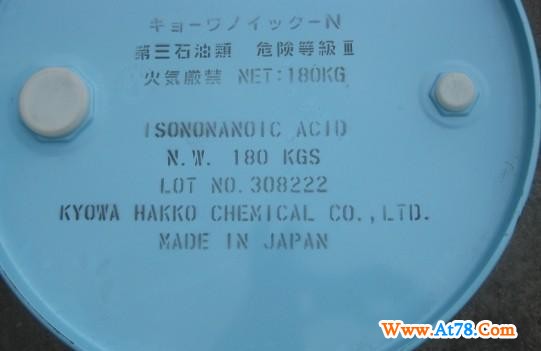 キョーワノイックーN
第三石油類 危険等級Ⅲ
火気厳禁 NET:180KG
ISONONANOIC ACID
N.W. 180 KGS
LOT NO.308222
KYOWA HAKKO CHEMICAL CO.,LTD.
MADE IN JAPAN
Www.At78.Com